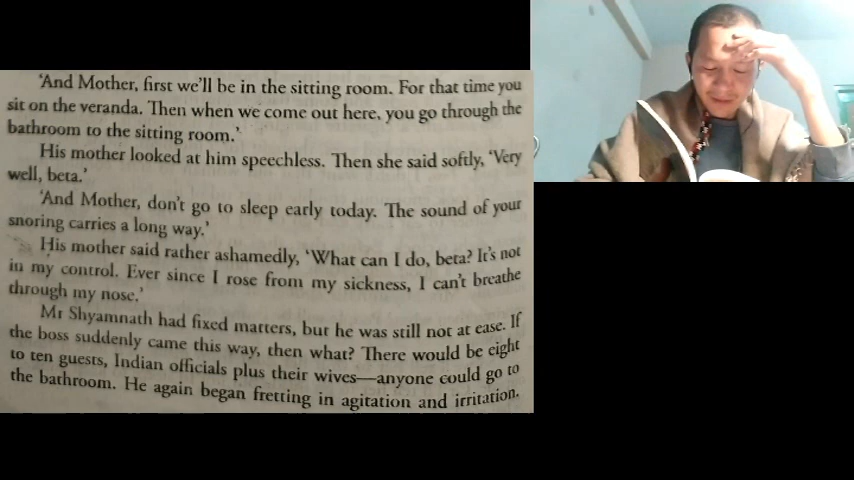 ‘And Mother, first we’ll be in the sitting room. For that time you
sit on the veranda. Then when we come out here, you go through the
bathroom to the sitting room.’
His mother looked at him speechless. Then she said softly, ‘Very
well, beta.’
‘And Mother, don’t go to sleep early today. The sound of your
snoring carries a long way.’
His mother said rather ashamedly, ‘What can I do, beta? It’s not
in my control. Ever since I rose from my sickness, I can’t breathe
through my nose.’
Mr Shyamnath had fixed matters, but he was still not at ease. If
the boss suddenly came this way, then what? There would be eight
to ten guests, Indian officials plus their wives—anyone could go to
the bathroom. He again began fretting in agitation and irritation.